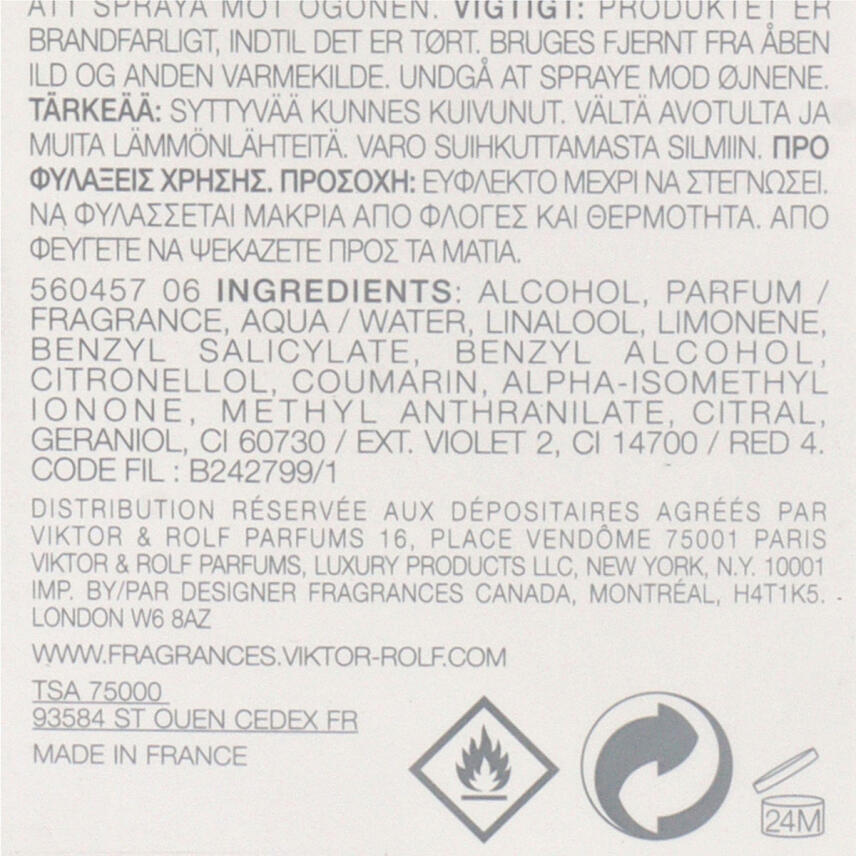 ATT SPRAYA MOT ÖGONEN. VIGTIGT: PRODUKTET ER
BRANDFARLIGT, INDTIL DET ER TØRT. BRUGES FJERNT FRA ÅBEN
ILD OG ANDEN VARMEKILDE. UNDGÅ AT SPRAYE MOD ØJNENE.
TÄRKEÄÄ: SYTTYVÄÄ KUNNES KUIVUNUT. VÄLTÄ AVOTULTA JA
MUITA LÄMMÖNLÄHTEITÄ. VARO SUIHKUTTAMASTA SILMIIN. ΠΡΟ
ΦΥΛΑΞΕΙΣ ΧΡΗΣΗΣ. ΠΡΟΣΟΧΗ: ΕΥΦΛΕΚΤΟ ΜΕΧΡΙ ΝΑ ΣΤΕΓΝΩΣΕΙ.
ΝΑ ΦΥΛΑΣΣΕΤΑΙ ΜΑΚΡΙΑ ΑΠΟ ΦΛΟΓΕΣ ΚΑΙ ΘΕΡΜΟΤΗΤΑ. ΑΠΟ
ΦΕΥΓΕΤΕ ΝΑ ΨΕΚΑΖΕΤΕ ΠΡΟΣ ΤΑ ΜΑΤΙΑ.
560457 06 INGREDIENTS: ALCOHOL, PARFUM /
FRAGRANCE, AQUA / WATER, LINALOOL, LIMONENE,
BENZYL SALICYLATE, BENZYL ALCOHOL,
CITRONELLOL, COUMARIN, ALPHA-ISOMETHYL
IONONE, METHYL ANTHRANILATE, CITRAL,
GERANIOL, CI 60730 / EXT. VIOLET 2, CI 14700 / RED 4.
CODE FIL : B242799/1
DISTRIBUTION RÉSERVÉE AUX DÉPOSITAIRES AGRÉÉS PAR
VIKTOR & ROLF PARFUMS 16, PLACE VENDÔME 75001 PARIS
VIKTOR & ROLF PARFUMS, LUXURY PRODUCTS LLC, NEW YORK, N.Y. 10001
IMP. BY/PAR DESIGNER FRAGRANCES CANADA, MONTRÉAL, H4T1K5. -
LONDON W6 8AZ
WWW.FRAGRANCES.VIKTOR-ROLF.COM
TSA 75000
93584 ST OUEN CEDEX FR
MADE IN FRANCE
24M